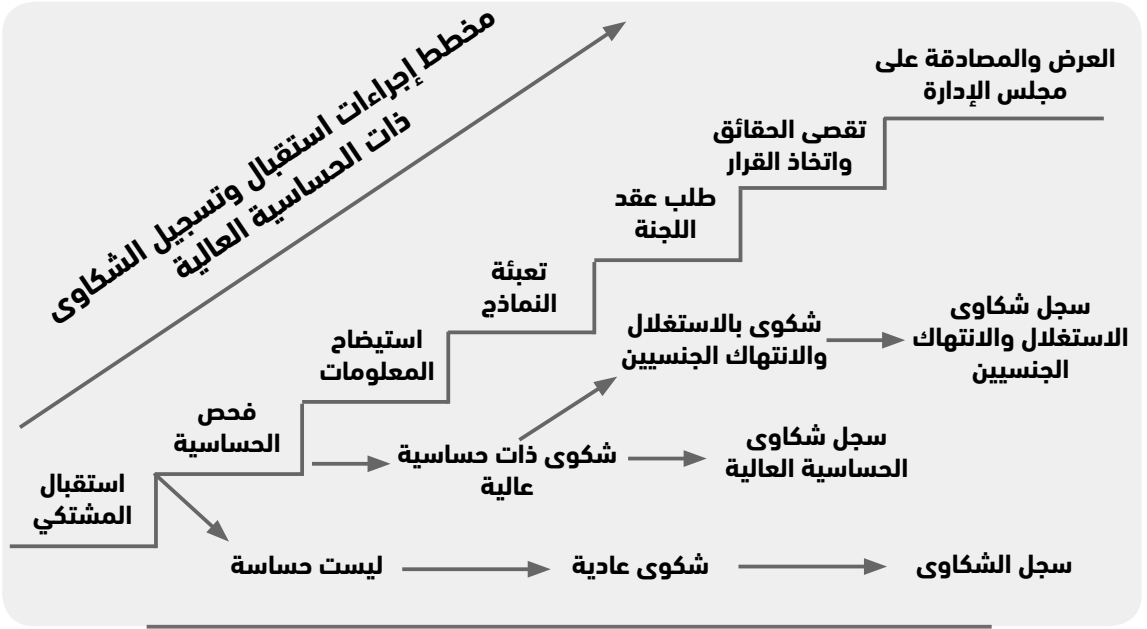 مخطط إجراءات استقبال وتسجيل الشكاوى
ذات الحساسية العالية
استقبال
المشتكي
فحص
الحساسية
استيضاح
المعلومات
تعبئة
النماذج
طلب عقد
اللجنة
تقصى الحقائق
واتخاذ القرار
العرض والمصادقة على
مجلس الإدارة
شكوى بالاستغلال
والانتهاك الجنسيين
سجل شكاوى
الاستغلال والانتهاك
الجنسيين
شكوى ذات حساسية
عالية
سجل شكاوى
الحساسية العالية
ليست حساسة
شكوى عادية
سجل الشكاوى